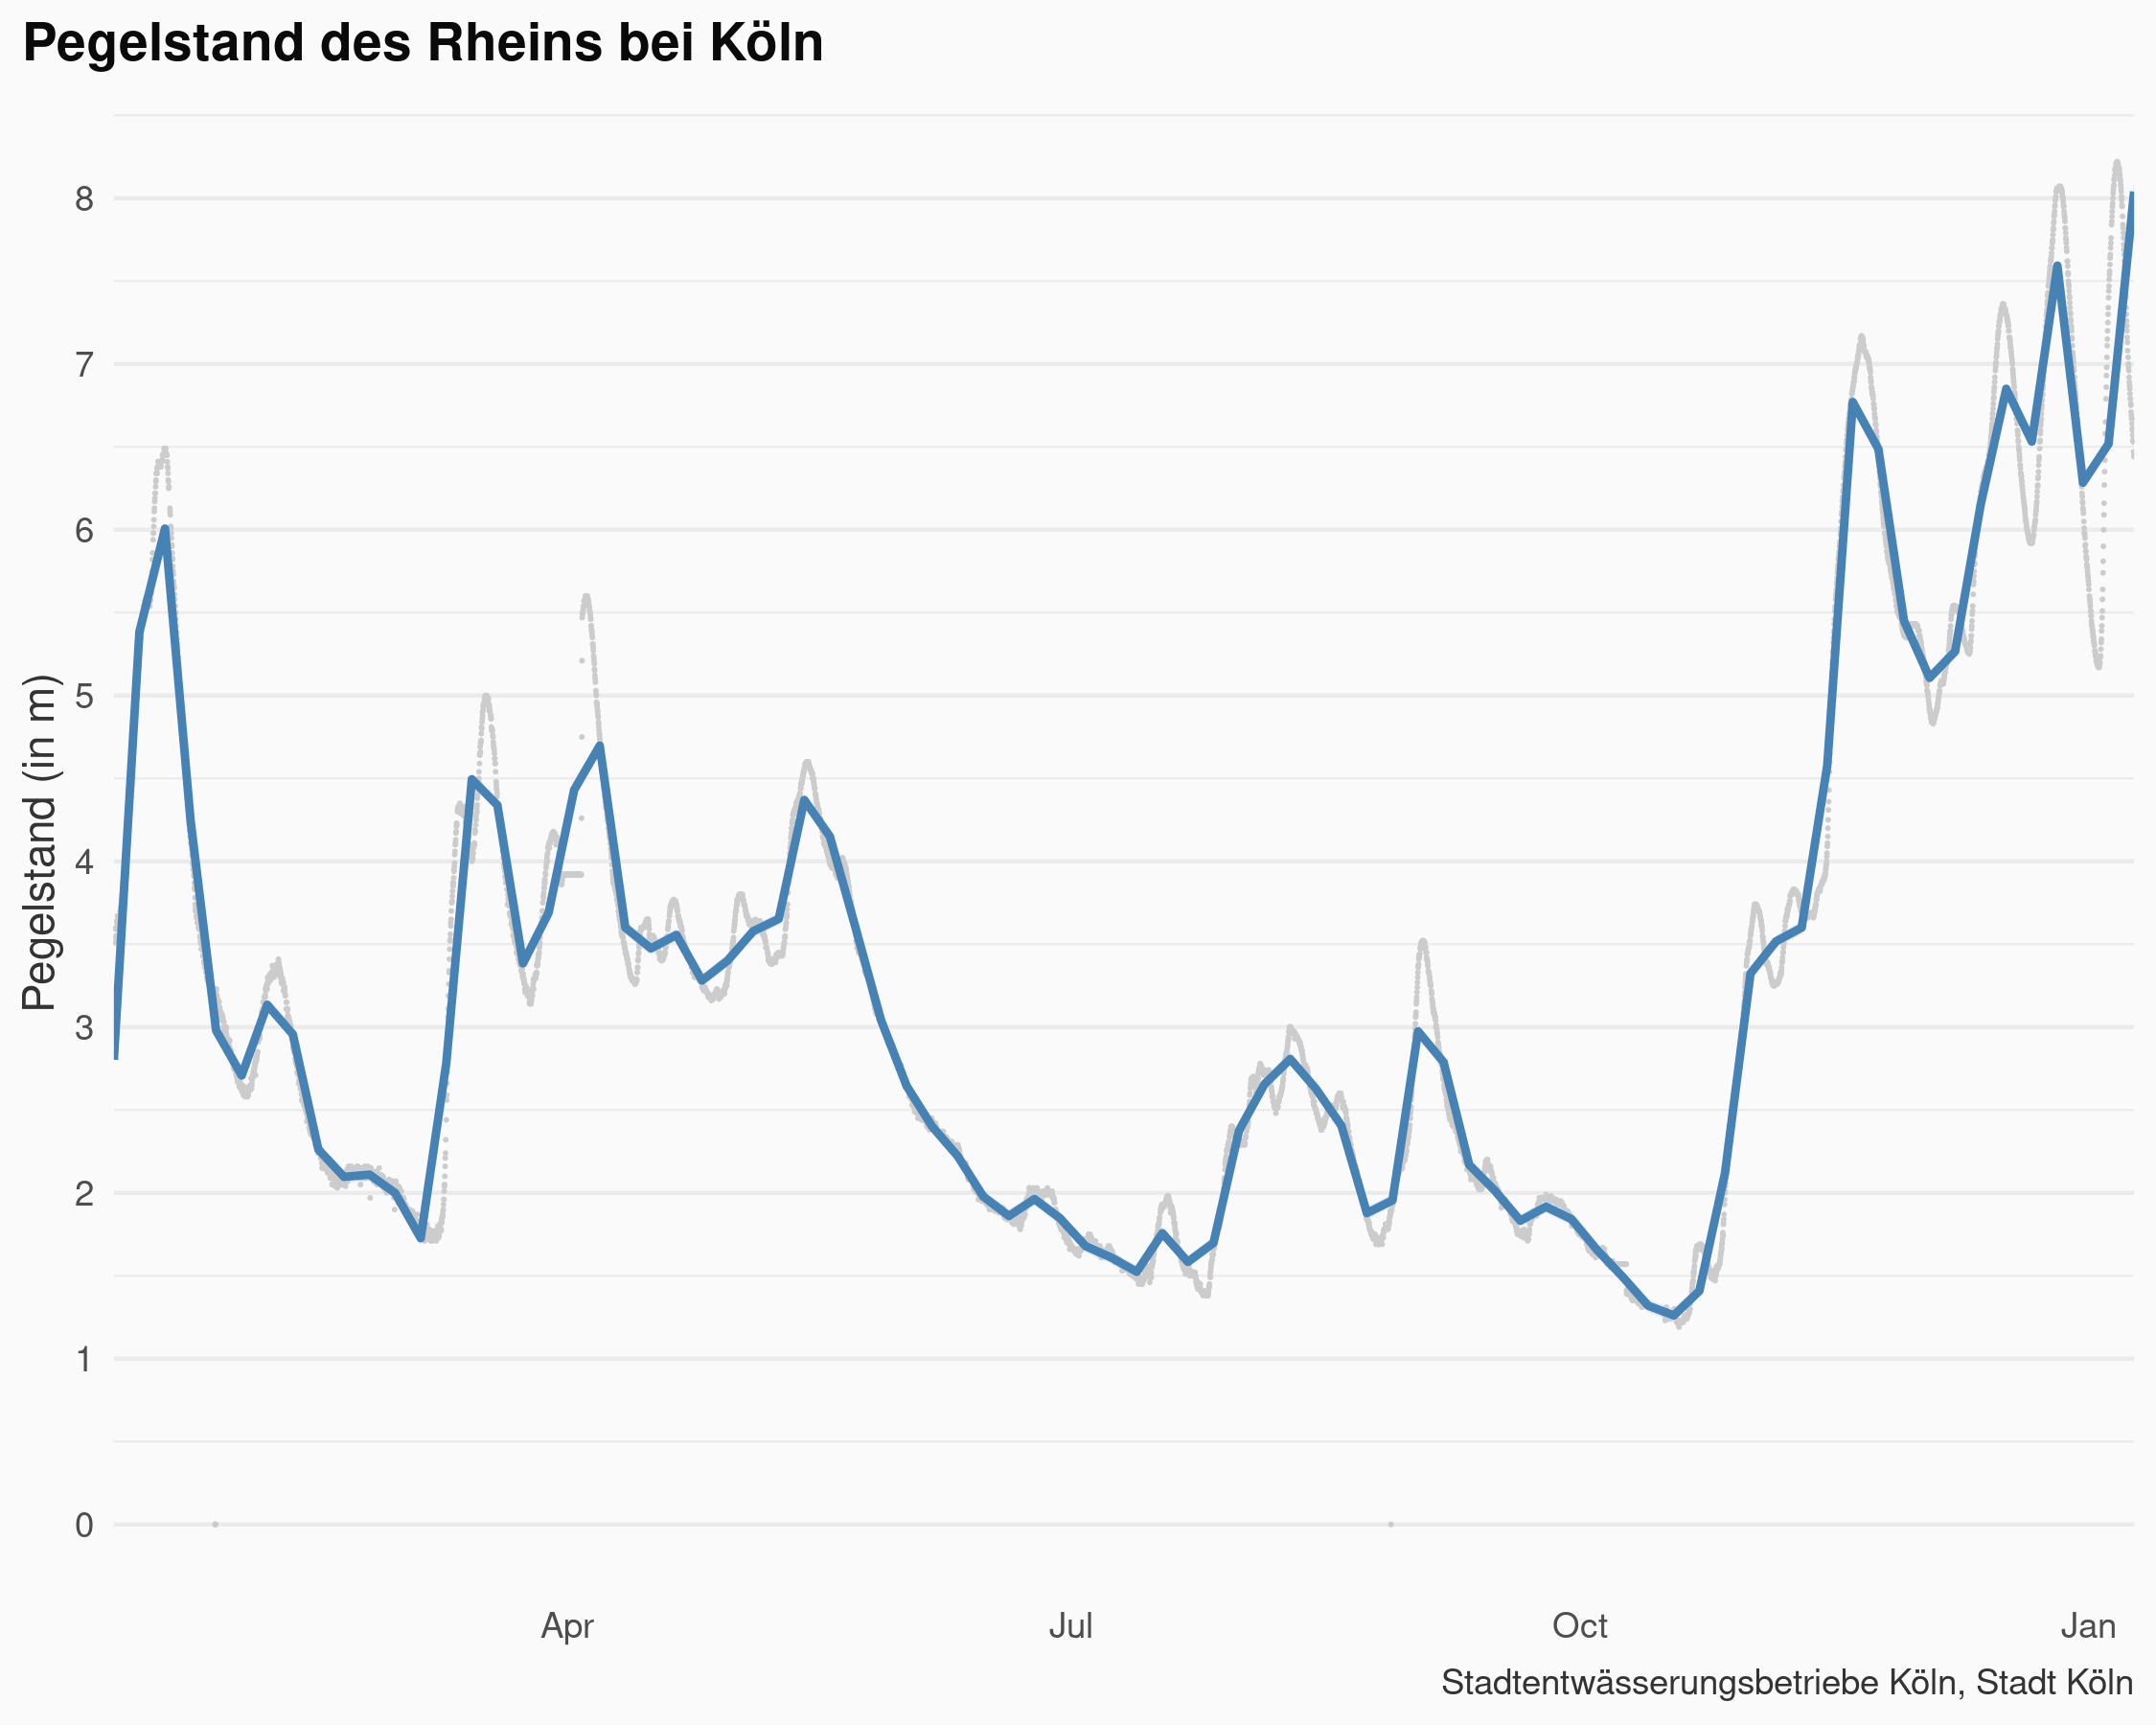 Pegelstand des Rheins bei Köln
Pegelstand (in m)
8
7
6
5
4
3
2
1
0
Apr Jul Oct Jan
Stadtentwässerungsbetriebe Köln, Stadt Köln